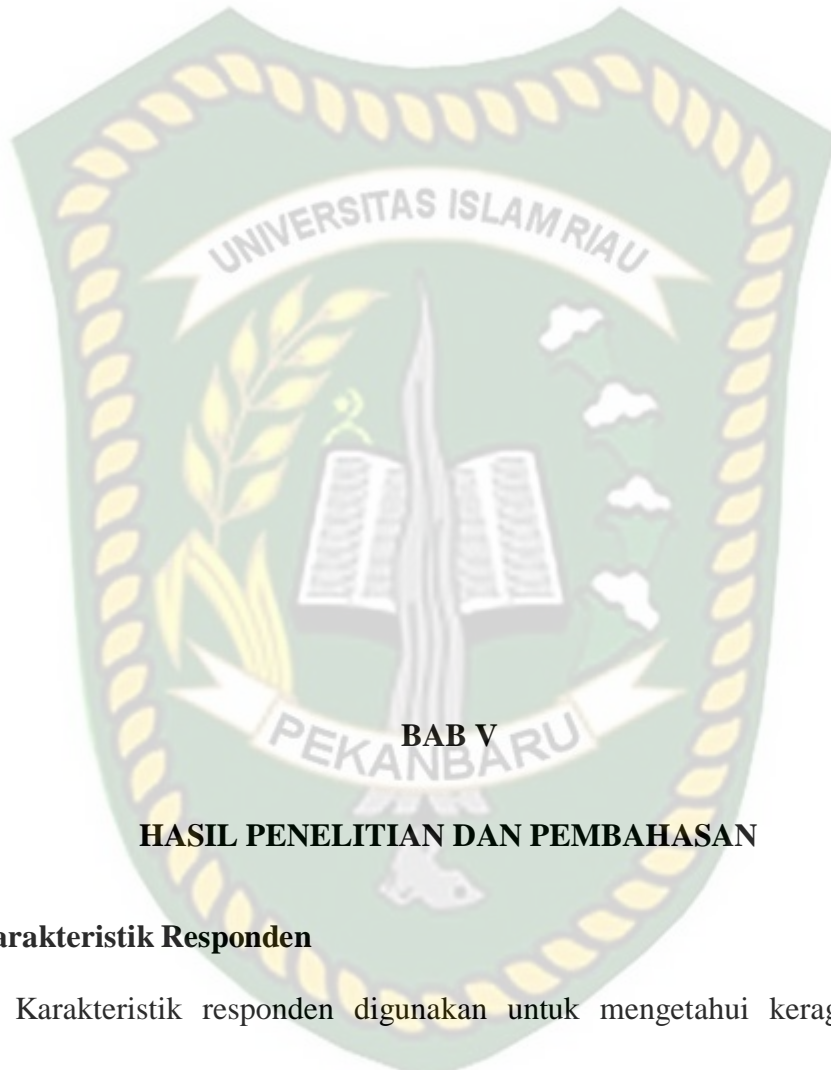 UNIVERSITAS ISLAM RIAU
PEKANBARU
BAB V
HASIL PENELITIAN DAN PEMBAHASAN
arakteristik Responden
Karakteristik responden digunakan untuk mengetahui kerag